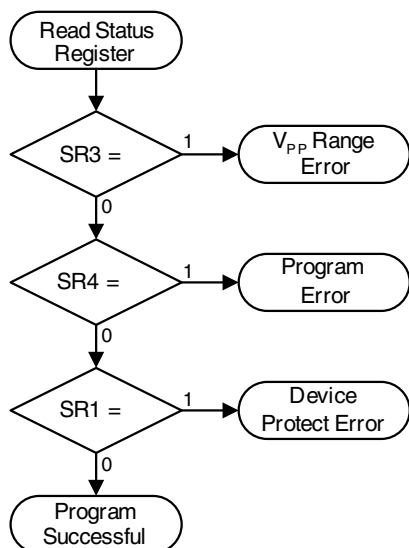 Read Status
Register
SR3 =
1
V_PP Range
Error
0
SR4 =
1
Program
Error
0
SR1 =
1
Device
Protect Error
0
Program
Successful